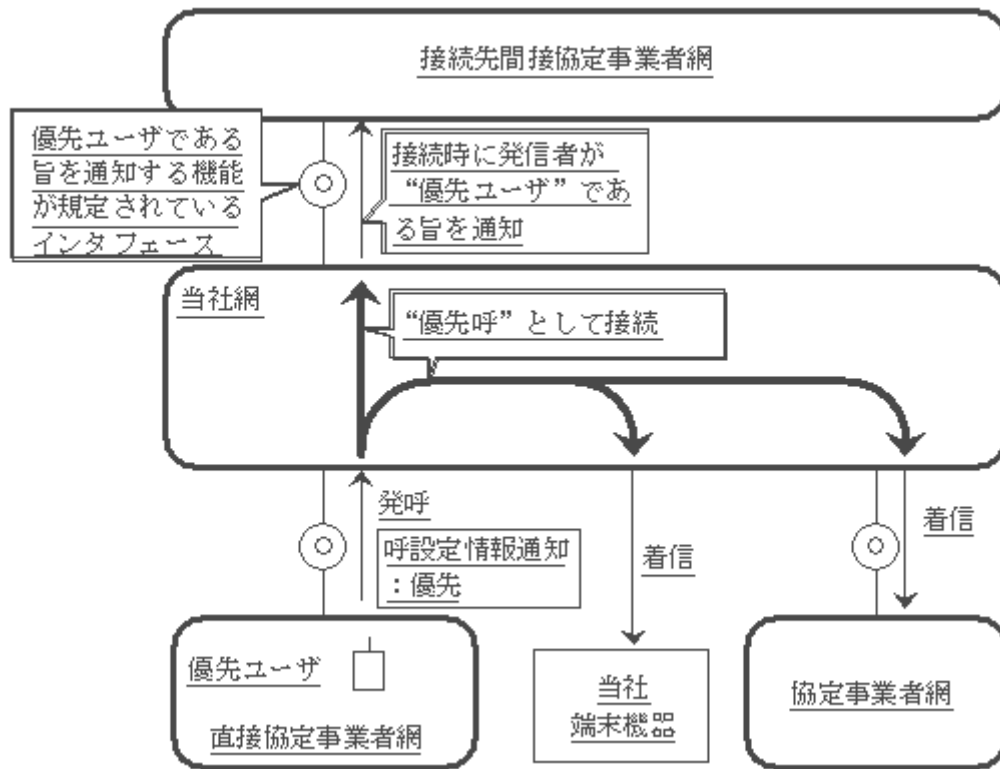 接続先間接協定事業者網
優先ユーザである
旨を通知する機能
が規定されている
インタフェース
接続時に発信者が
“優先ユーザ”であ
る旨を通知
当社網
“優先呼”として接続
発呼
呼設定情報通知
：優先
着信
着信
優先ユーザ
直接協定事業者網
当社
端末機器
協定事業者網